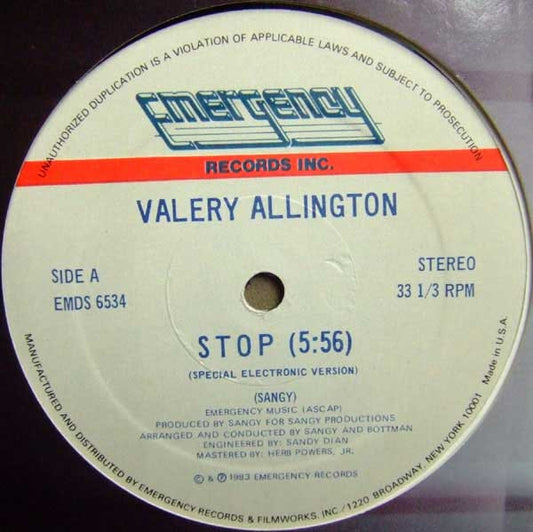 UNAUTHORIZED DUPLICATION IS A VIOLATION OF APPLICABLE LAWS AND SUBJECT TO PROSECUTION
emergency
RECORDS INC.
VALERY ALLINGTON
SIDE A
EMDS 6534
STEREO
33 1/3 RPM
STOP (5:56)
(SPECIAL ELECTRONIC VERSION)
(SANGY)
EMERGENCY MUSIC (ASCAP)
PRODUCED BY SANGY FOR SANGY PRODUCTIONS
ARRANGED AND CONDUCTED BY SANGY AND BOTTMAN
ENGINEERED BY: SANDY DIAN
MASTERED BY: HERB POWERS, JR.
© & ℗ 1983 EMERGENCY RECORDS
MANUFACTURED AND DISTRIBUTED BY EMERGENCY RECORDS & FILMWORKS, INC./1220 BROADWAY, NEW YORK 10001 Made in U.S.A.